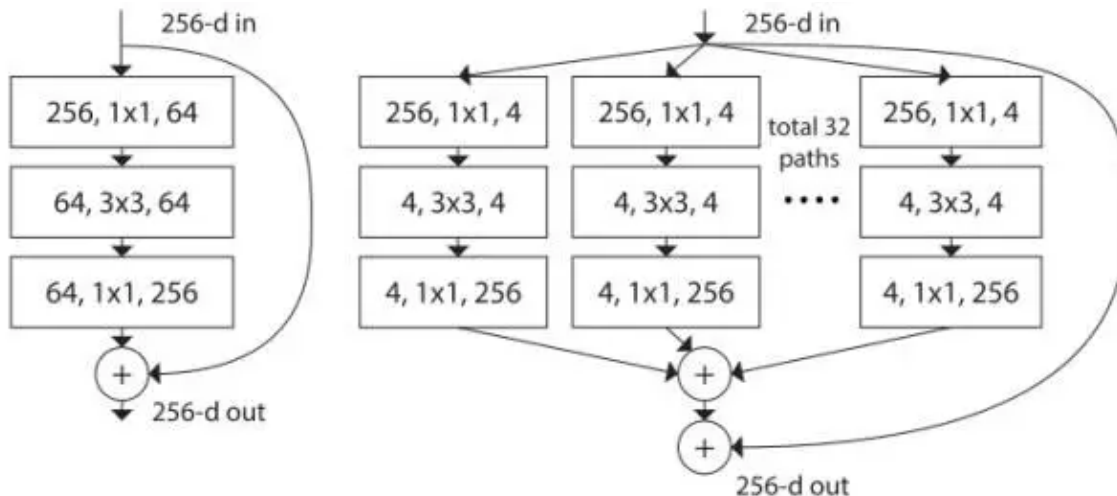 256-d in
256, 1x1, 64
64, 3x3, 64
64, 1x1, 256
+
256-d out
256-d in
256, 1x1, 4
256, 1x1, 4
total 32
paths
256, 1x1, 4
4, 3x3, 4
4, 3x3, 4
....
4, 3x3, 4
4, 1x1, 256
4, 1x1, 256
4, 1x1, 256
+
+
256-d out